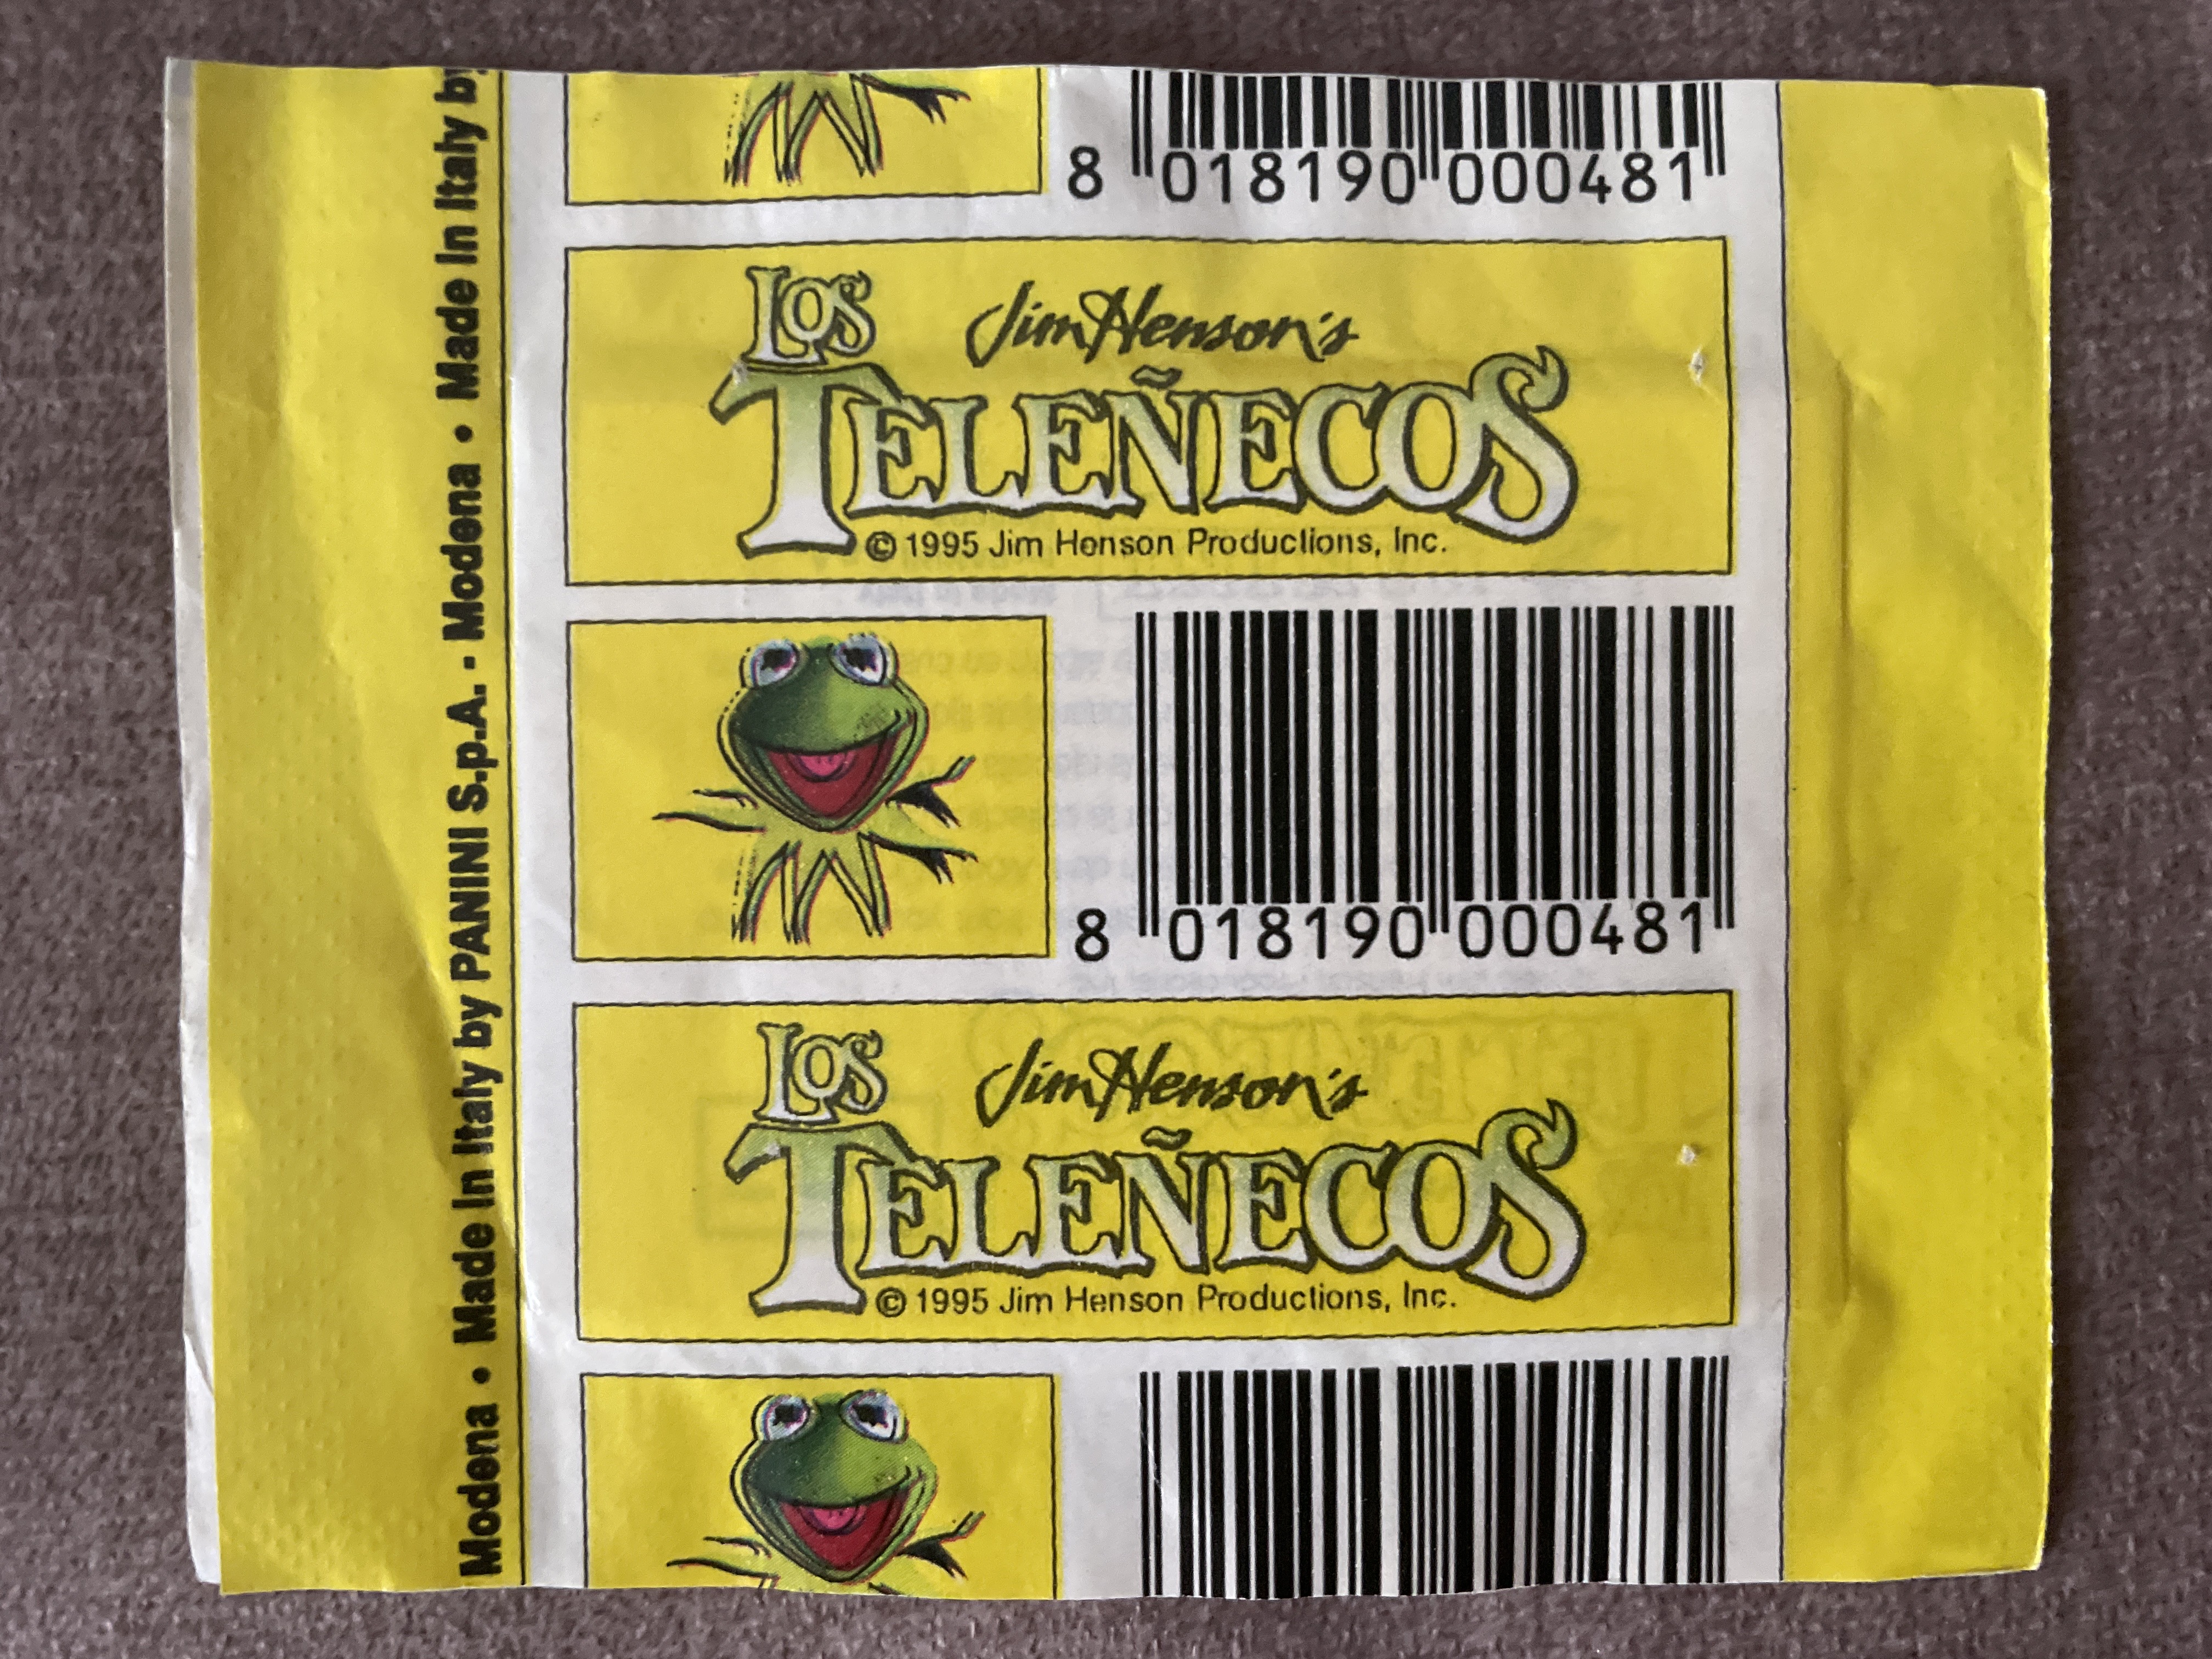 8 018190 000481
Los
Jim Henson's
Teleñecos
© 1995 Jim Henson Productions, Inc.
8 018190 000481
Los
Jim Henson's
Teleñecos
© 1995 Jim Henson Productions, Inc.
Modena • Made In Italy by PANINI S.p.A. - Modena • Made In Italy by